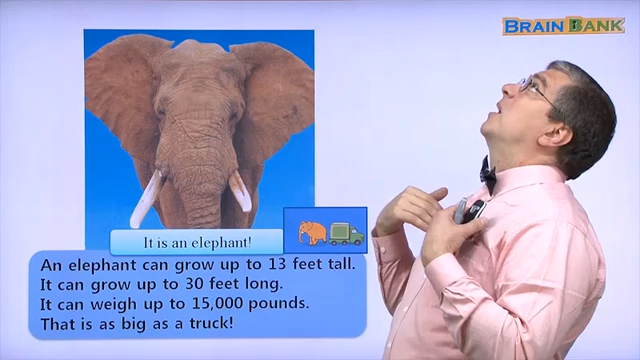 BRAIN BANK
It is an elephant!
An elephant can grow up to 13 feet tall.
It can grow up to 30 feet long.
It can weigh up to 15,000 pounds.
That is as big as a truck!